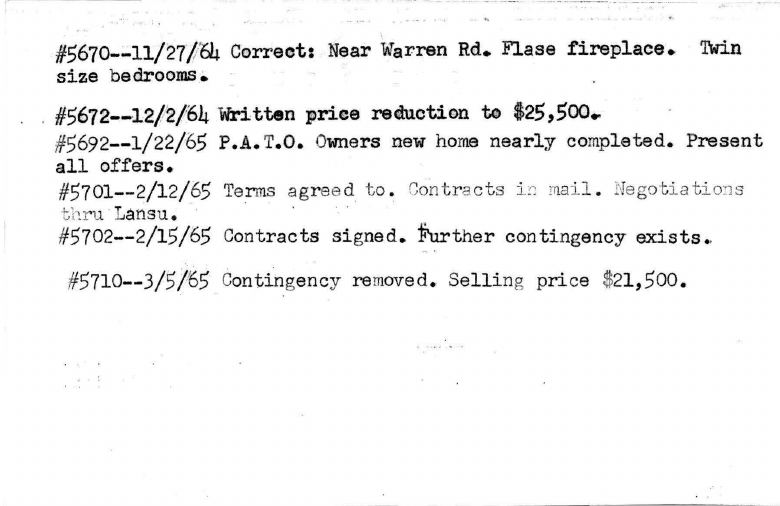 #5670--11/27/64 Correct: Near Warren Rd. Flase fireplace. Twin
size bedrooms.
#5672--12/2/64 Written price reduction to $25,500.
#5692--1/22/65 P.A.T.O. Owners new home nearly completed. Present
all offers.
#5701--2/12/65 Terms agreed to. Contracts in mail. Negotiations
thru Lansu.
#5702--2/15/65 Contracts signed. Further contingency exists.
#5710--3/5/65 Contingency removed. Selling price $21,500.